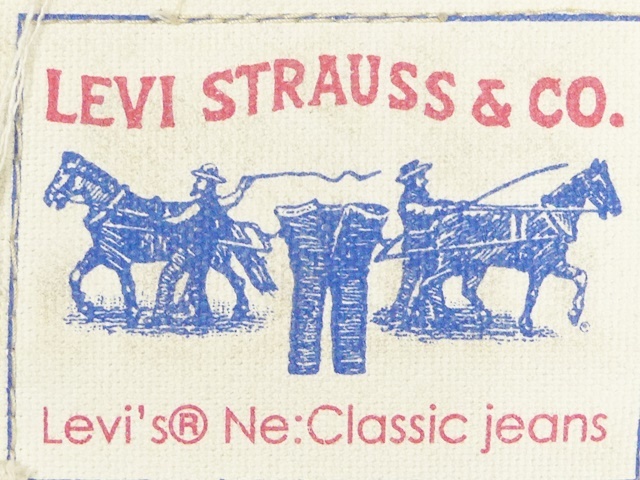 LEVI STRAUSS & CO.
Levi's® Ne:Classic jeans